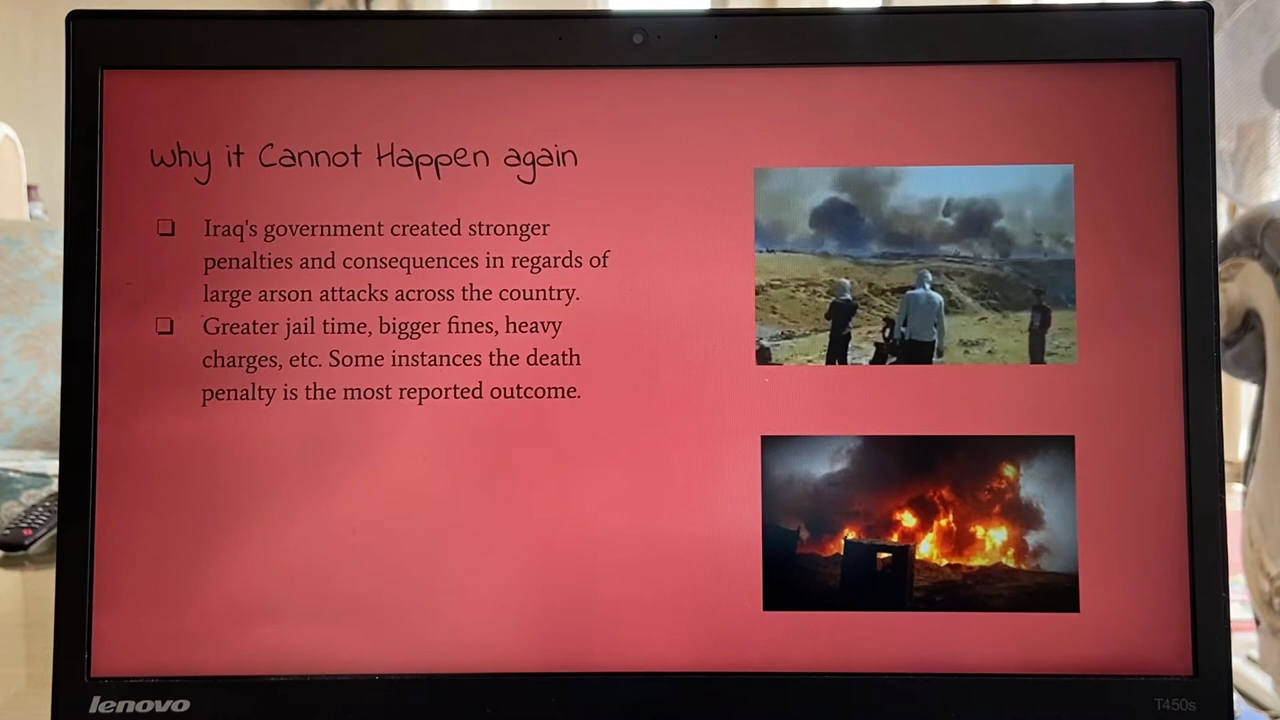 Why it Cannot Happen again
Iraq's government created stronger
penalties and consequences in regards of
large arson attacks across the country.
Greater jail time, bigger fines, heavy
charges, etc. Some instances the death
penalty is the most reported outcome.
lenovo
T450s